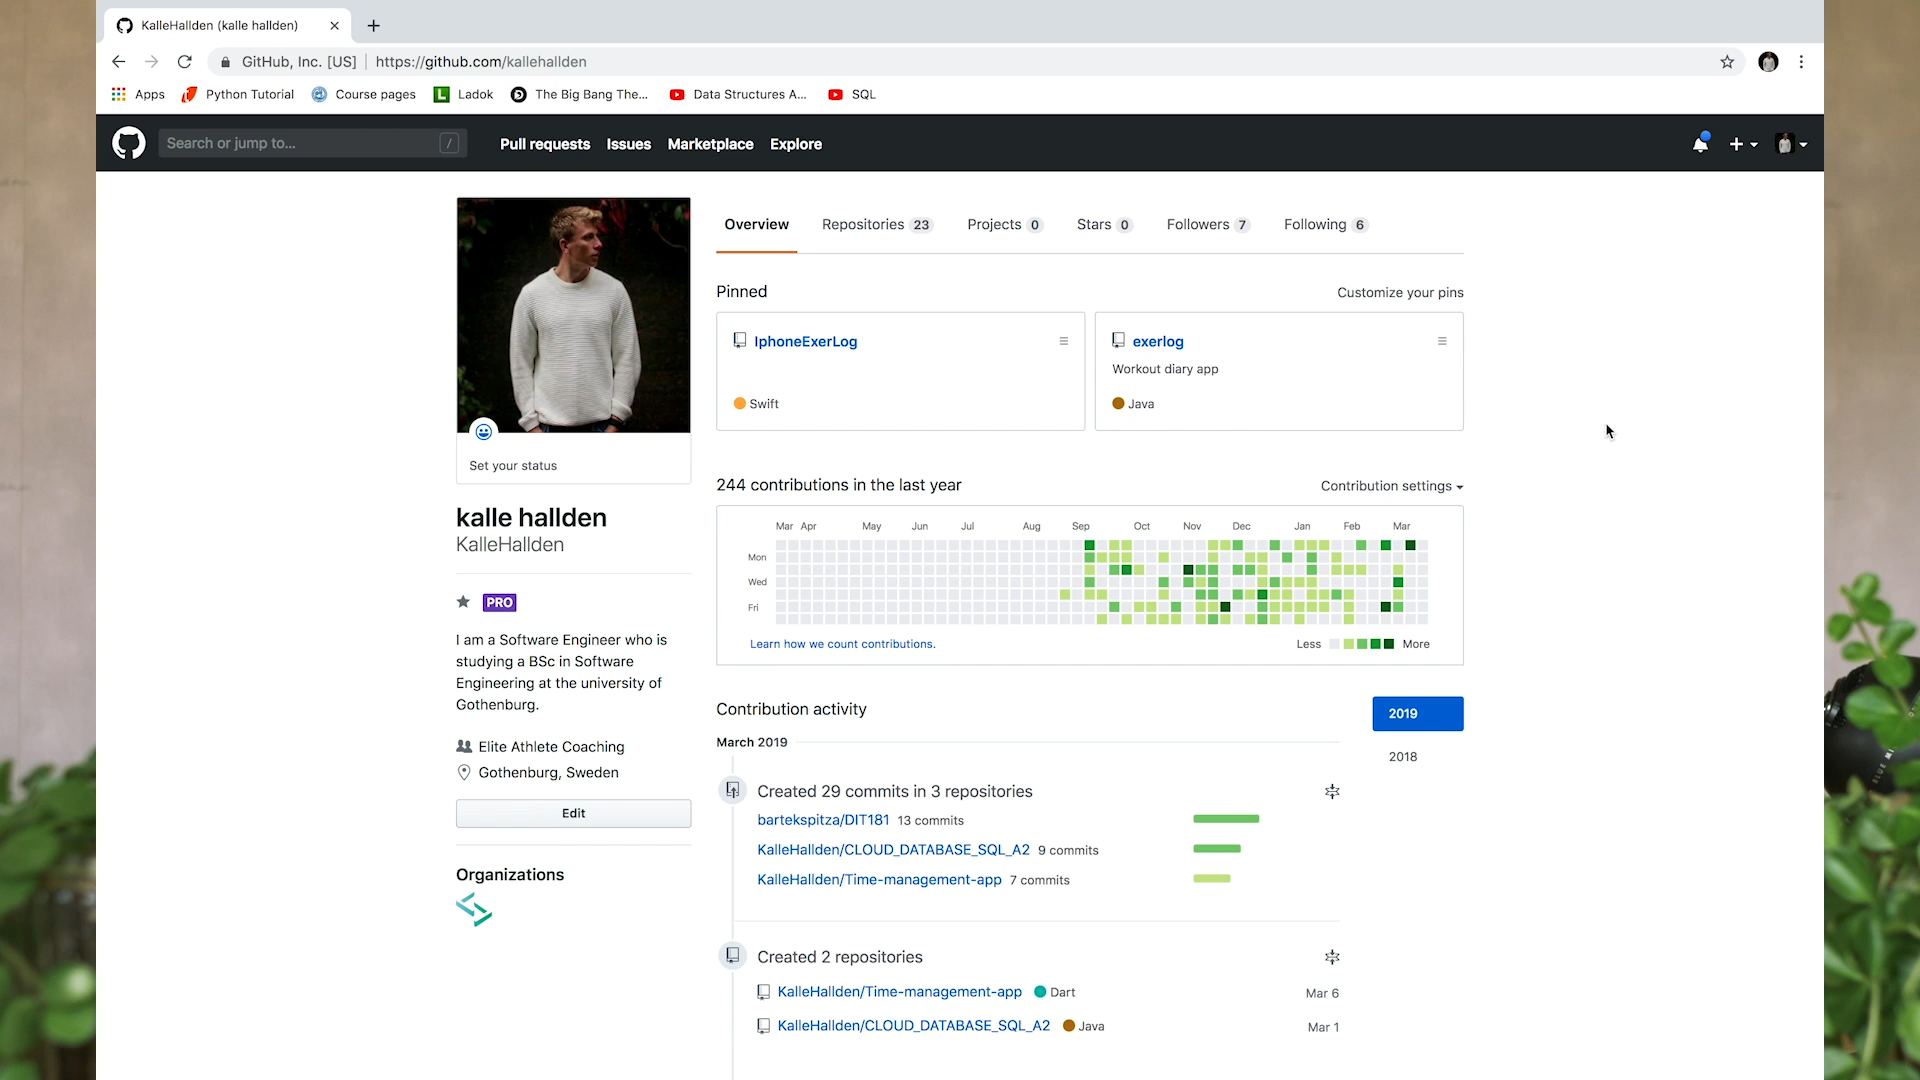 KalleHallden (kalle hallden)
GitHub, Inc. [US] https://github.com/kallehallden
Apps Python Tutorial Course pages Ladok The Big Bang The... Data Structures A... SQL
Search or jump to... /
Pull requests Issues Marketplace Explore
Overview Repositories 23 Projects 0 Stars 0 Followers 7 Following 6
Pinned Customize your pins
IphoneExerLog
Swift
exerlog
Workout diary app
Java
Set your status
kalle hallden
KalleHallden
PRO
I am a Software Engineer who is
studying a BSc in Software
Engineering at the university of
Gothenburg.
Elite Athlete Coaching
Gothenburg, Sweden
Edit
Organizations
244 contributions in the last year Contribution settings
Mar Apr May Jun Jul Aug Sep Oct Nov Dec Jan Feb Mar
Mon
Wed
Fri
Learn how we count contributions. Less More
Contribution activity
2019
2018
March 2019
Created 29 commits in 3 repositories
bartekspitza/DIT181 13 commits
KalleHallden/CLOUD_DATABASE_SQL_A2 9 commits
KalleHallden/Time-management-app 7 commits
Created 2 repositories
KalleHallden/Time-management-app Dart Mar 6
KalleHallden/CLOUD_DATABASE_SQL_A2 Java Mar 1